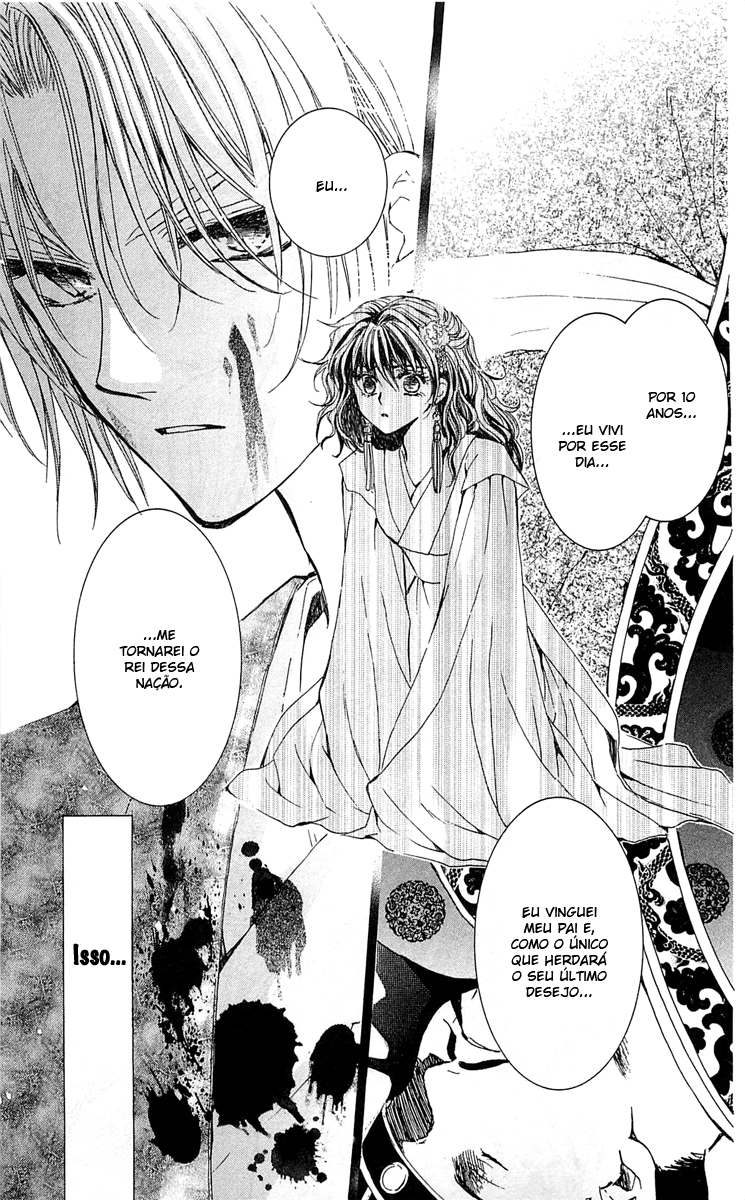 EU...
POR 10
ANOS...
...EU VIVI
POR ESSE
DIA...
EU VINGUEI
MEU PAI E,
COMO O ÚNICO
QUE HERDARÁ
O SEU ÚLTIMO
DESEJO...
...ME
TORNAREI O
REI DESSA
NAÇÃO.
Isso...